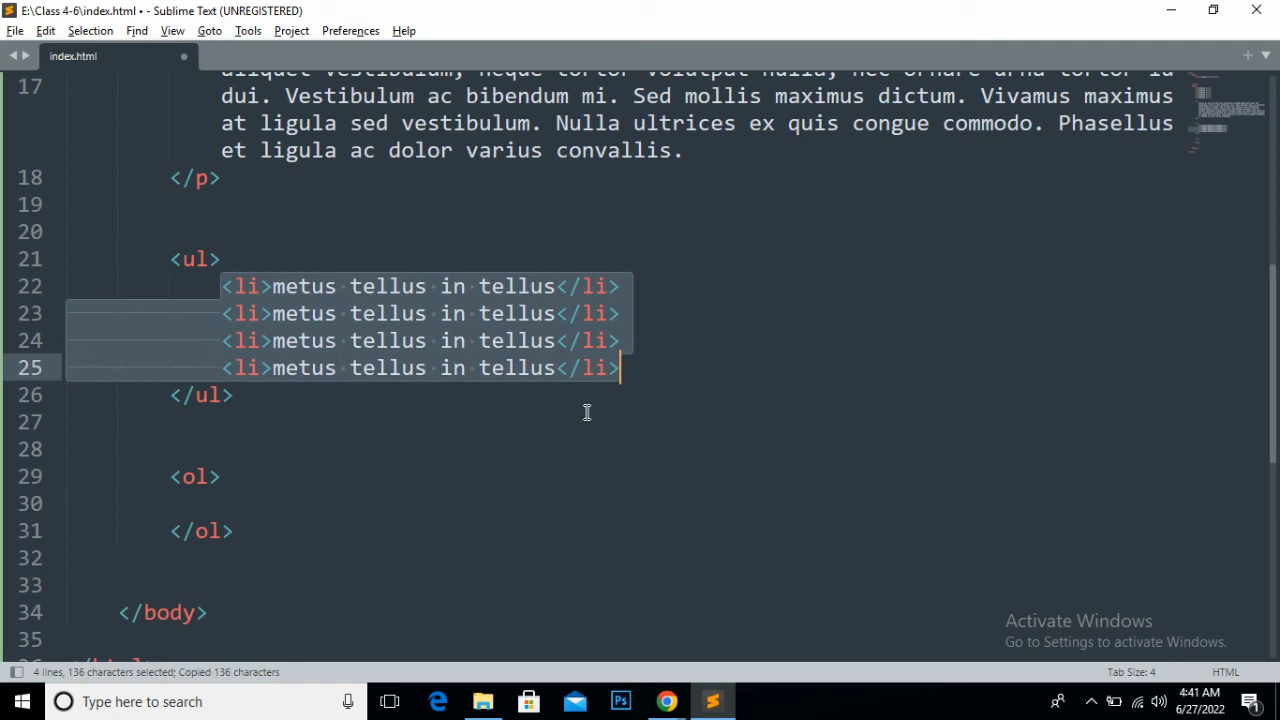 E:\Class 4-6\index.html • - Sublime Text (UNREGISTERED)
File Edit Selection Find View Goto Tools Project Preferences Help
index.html
17 dui. Vestibulum ac bibendum mi. Sed mollis maximus dictum. Vivamus maximus
at ligula sed vestibulum. Nulla ultrices ex quis congue commodo. Phasellus
et ligula ac dolor varius convallis.
18 </p>
19
20
21 <ul>
22 <li>metus tellus in tellus</li>
23 <li>metus tellus in tellus</li>
24 <li>metus tellus in tellus</li>
25 <li>metus tellus in tellus</li>
26 </ul>
27
28
29 <ol>
30
31 </ol>
32
33
34 </body>
35
Activate Windows
Go to Settings to activate Windows.
4 lines, 136 characters selected; Copied 136 characters Tab Size: 4 HTML
Type here to search
4:41 AM
6/27/2022
1